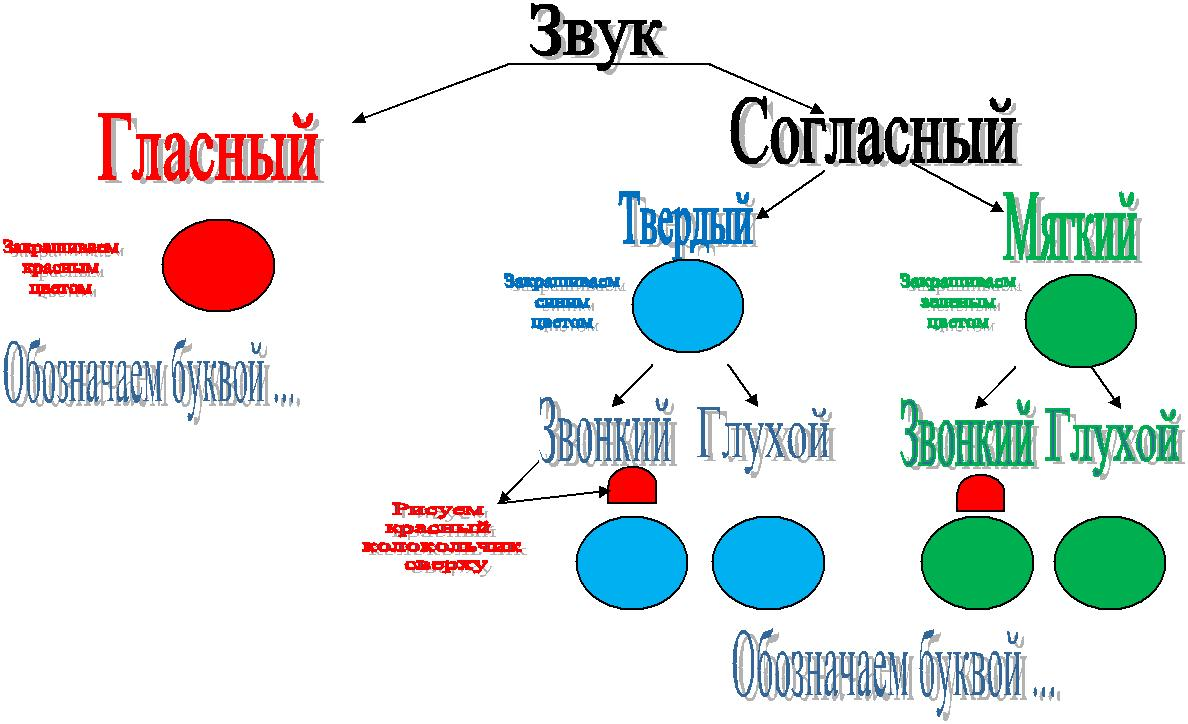 Звук
Гласный
Согласный
Твердый
Мягкий
Закрашиваем
красным
цветом
Закрашиваем
синим
цветом
Закрашиваем
зеленым
цветом
Обозначаем буквой ...
Звонкий
Глухой
Звонкий
Глухой
Рисуем
красный
колокольчик
сверху
Обозначаем буквой ...